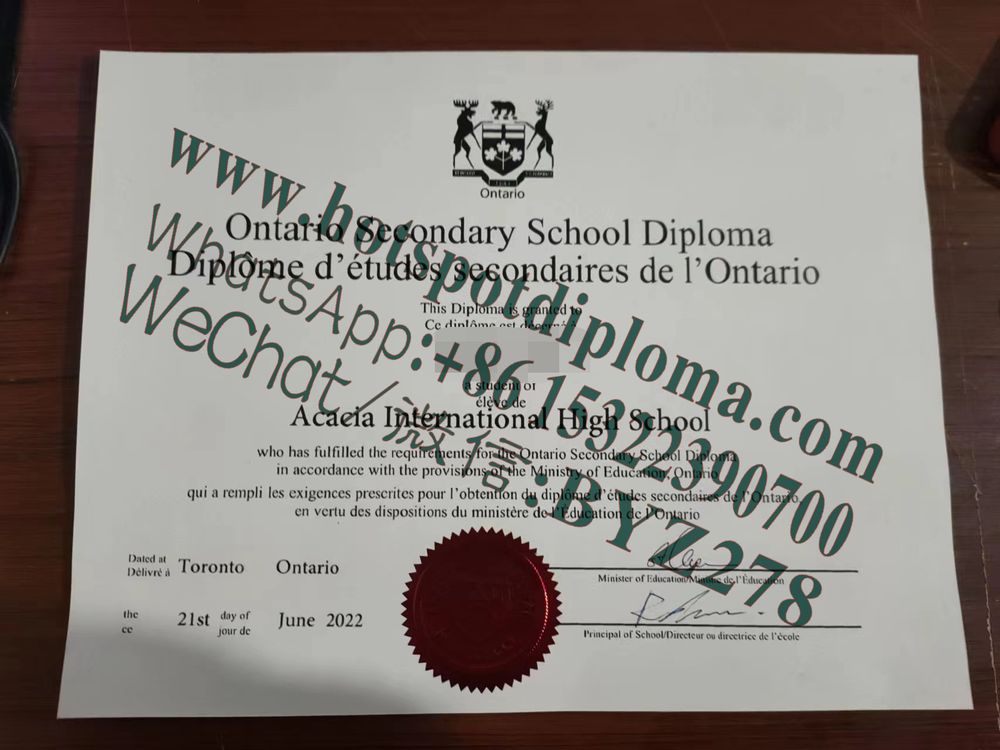 Ontario
Ontario Secondary School Diploma
Diplôme d'études secondaires de l'Ontario
This Diploma is granted to
Ce diplôme est décerné à
a student of
élève de
Acacia International High School
who has fulfilled the requirements for the Ontario Secondary School Diploma
in accordance with the provisions of the Ministry of Education, Ontario
qui a rempli les exigences prescrites pour l'obtention du diplôme d'études secondaires de l'Ontario,
en vertu des dispositions du ministère de l'Éducation de l'Ontario
Dated at
Délivré à
Toronto Ontario
the
ce
21st
day of
jour de
June 2022
Minister of Education/Ministre de l'Éducation
Principal of School/Directeur ou directrice de l'école
www.hotspotdiploma.com
WhatsApp:+86 15322390700
WeChat/微信:BYZ278